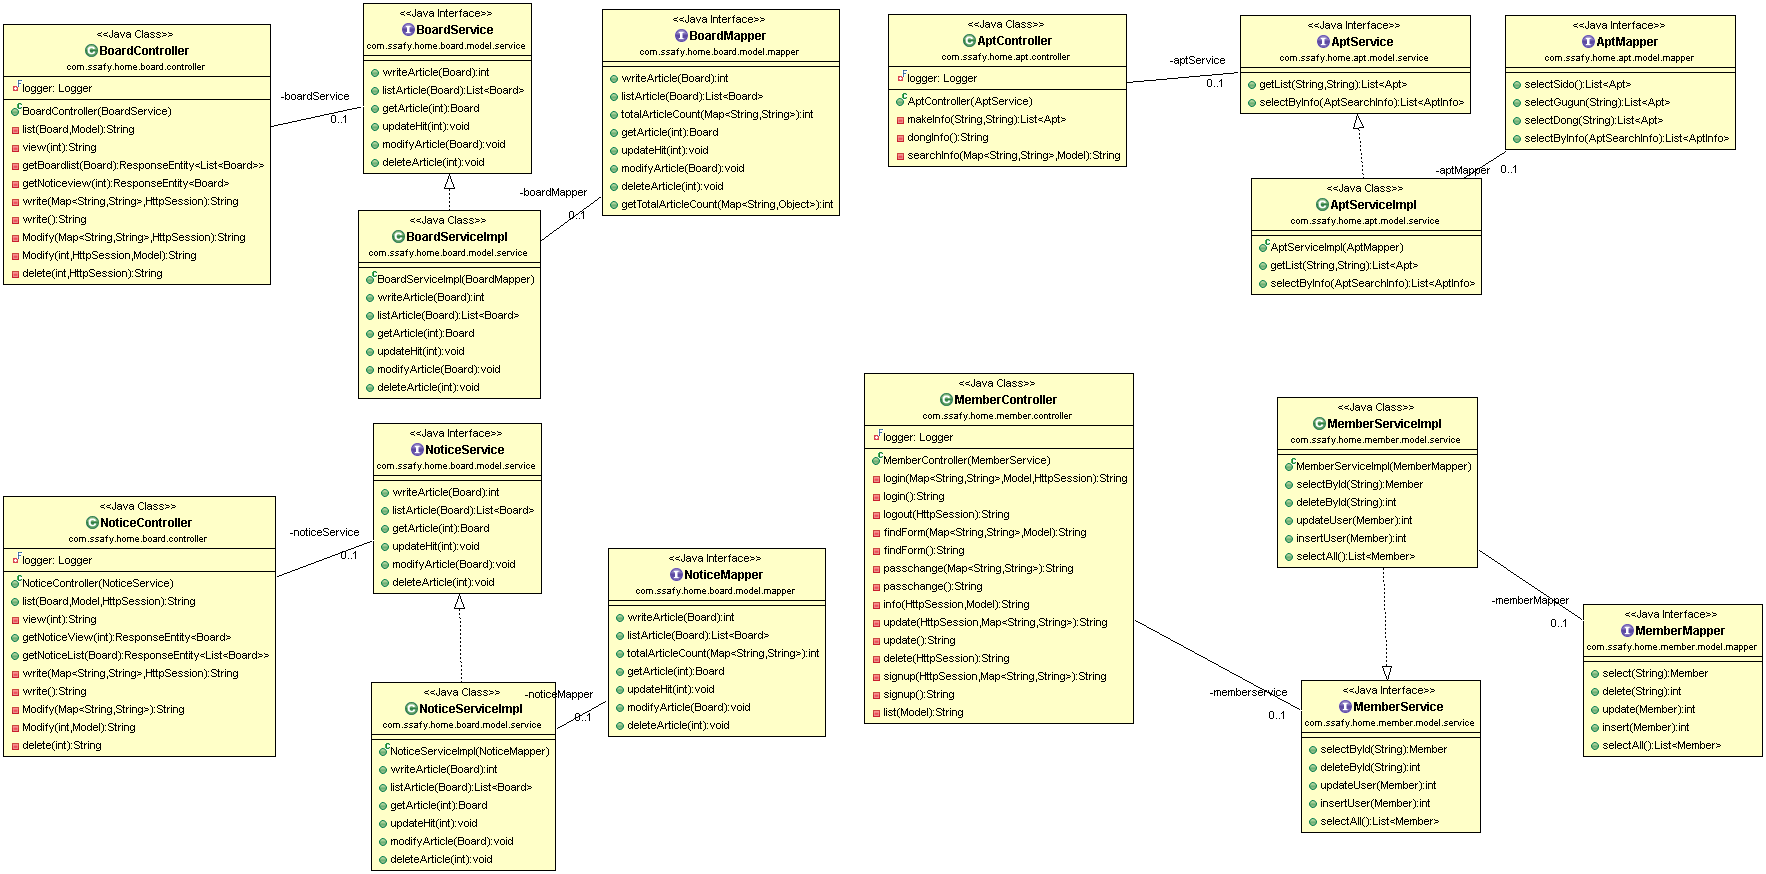 <<Java Class>>
BoardController
com.ssafy.home.board.controller
logger: Logger
BoardController(BoardService)
list(Board,Model):String
view(int):String
getBoardlist(Board):ResponseEntity<List<Board>>
getNoticeview(int):ResponseEntity<Board>
write(Map<String,String>,HttpSession):String
write():String
Modify(Map<String,String>,HttpSession):String
Modify(int,HttpSession,Model):String
delete(int,HttpSession):String
-boardService
0..1
<<Java Interface>>
BoardService
com.ssafy.home.board.model.service
writeArticle(Board):int
listArticle(Board):List<Board>
getArticle(int):Board
updateHit(int):void
modifyArticle(Board):void
deleteArticle(int):void
<<Java Class>>
BoardServiceImpl
com.ssafy.home.board.model.service
BoardServiceImpl(BoardMapper)
writeArticle(Board):int
listArticle(Board):List<Board>
getArticle(int):Board
updateHit(int):void
modifyArticle(Board):void
deleteArticle(int):void
-boardMapper
0..1
<<Java Interface>>
BoardMapper
com.ssafy.home.board.model.mapper
writeArticle(Board):int
listArticle(Board):List<Board>
totalArticleCount(Map<String,String>):int
getArticle(int):Board
updateHit(int):void
modifyArticle(Board):void
deleteArticle(int):void
getTotalArticleCount(Map<String,Object>):int
<<Java Class>>
AptController
com.ssafy.home.apt.controller
logger: Logger
AptController(AptService)
makeInfo(String,String):List<Apt>
dongInfo():String
searchInfo(Map<String,String>,Model):String
-aptService
0..1
<<Java Interface>>
AptService
com.ssafy.home.apt.model.service
getList(String,String):List<Apt>
selectByInfo(AptSearchInfo):List<AptInfo>
<<Java Interface>>
AptMapper
com.ssafy.home.apt.model.mapper
selectSido():List<Apt>
selectGugun(String):List<Apt>
selectDong(String):List<Apt>
selectByInfo(AptSearchInfo):List<AptInfo>
-aptMapper
0..1
<<Java Class>>
AptServiceImpl
com.ssafy.home.apt.model.service
AptServiceImpl(AptMapper)
getList(String,String):List<Apt>
selectByInfo(AptSearchInfo):List<AptInfo>
<<Java Class>>
NoticeController
com.ssafy.home.board.controller
logger: Logger
NoticeController(NoticeService)
list(Board,Model,HttpSession):String
view(int):String
getNoticeView(int):ResponseEntity<Board>
getNoticeList(Board):ResponseEntity<List<Board>>
write(Map<String,String>,HttpSession):String
write():String
Modify(Map<String,String>):String
Modify(int,Model):String
delete(int):String
-noticeService
0..1
<<Java Interface>>
NoticeService
com.ssafy.home.board.model.service
writeArticle(Board):int
listArticle(Board):List<Board>
getArticle(int):Board
updateHit(int):void
modifyArticle(Board):void
deleteArticle(int):void
<<Java Class>>
NoticeServiceImpl
com.ssafy.home.board.model.service
NoticeServiceImpl(NoticeMapper)
writeArticle(Board):int
listArticle(Board):List<Board>
getArticle(int):Board
updateHit(int):void
modifyArticle(Board):void
deleteArticle(int):void
-noticeMapper
0..1
<<Java Interface>>
NoticeMapper
com.ssafy.home.board.model.mapper
writeArticle(Board):int
listArticle(Board):List<Board>
totalArticleCount(Map<String,String>):int
getArticle(int):Board
updateHit(int):void
modifyArticle(Board):void
deleteArticle(int):void
<<Java Class>>
MemberController
com.ssafy.home.member.controller
logger: Logger
MemberController(MemberService)
login(Map<String,String>,Model,HttpSession):String
login():String
logout(HttpSession):String
findForm(Map<String,String>,Model):String
findForm():String
passchange(Map<String,String>):String
passchange():String
info(HttpSession,Model):String
update(HttpSession,Map<String,String>):String
update():String
delete(HttpSession):String
signup(HttpSession,Map<String,String>):String
signup():String
list(Model):String
-memberservice
0..1
<<Java Class>>
MemberServiceImpl
com.ssafy.home.member.model.service
MemberServiceImpl(MemberMapper)
selectById(String):Member
deleteById(String):int
updateUser(Member):int
insertUser(Member):int
selectAll():List<Member>
-memberMapper
0..1
<<Java Interface>>
MemberService
com.ssafy.home.member.model.service
selectById(String):Member
deleteById(String):int
updateUser(Member):int
insertUser(Member):int
selectAll():List<Member>
<<Java Interface>>
MemberMapper
com.ssafy.home.member.model.mapper
select(String):Member
delete(String):int
update(Member):int
insert(Member):int
selectAll():List<Member>